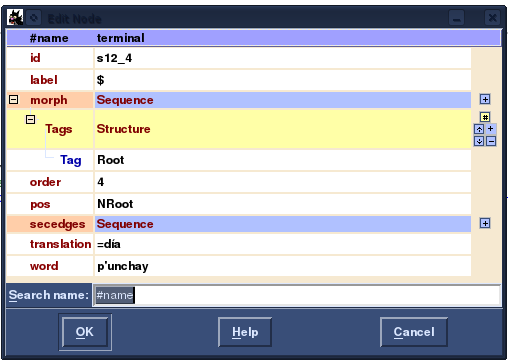 Edit Node
#name terminal
id s12_4
label $
morph Sequence
Tags Structure
Tag Root
order 4
pos NRoot
secedges Sequence
translation =día
word p'unchay
Search name: #name
OK Help Cancel